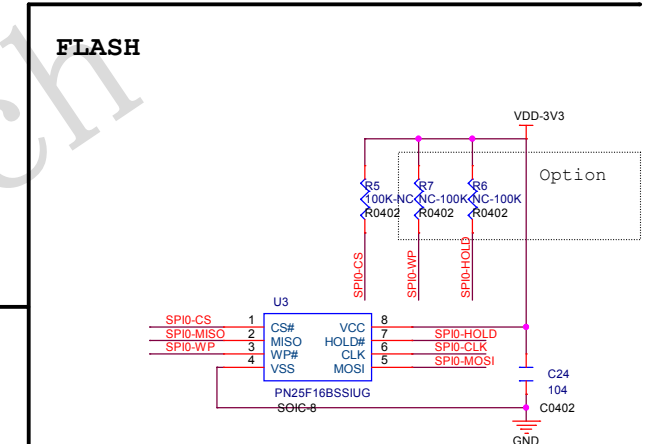 FLASH
VDD-3V3
Option
R5 R7 R6
100K-NC NC-100K NC-100K
R0402 R0402 R0402
SPI0-CS SPI0-WP SPI0-HOLD
U3
SPI0-CS 1 CS# VCC 8
SPI0-MISO 2 MISO HOLD# 7 SPI0-HOLD
SPI0-WP 3 WP# CLK 6 SPI0-CLK
4 VSS MOSI 5 SPI0-MOSI
PN25F16BSSIUG
SOIC-8
C24
104
C0402
GND